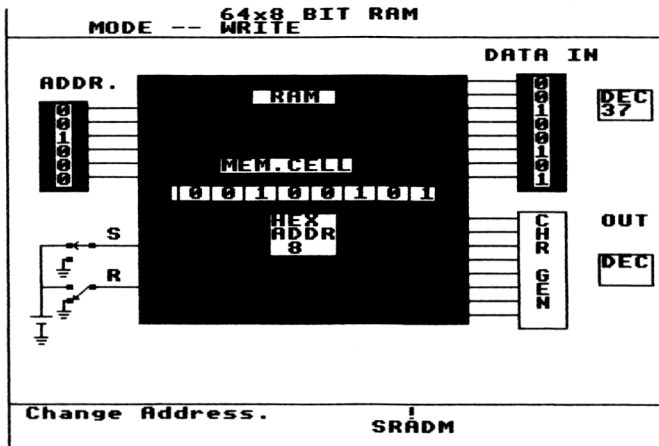 64x8 BIT RAM
MODE -- WRITE
DATA IN
ADDR.
RAM
0
0
1
0
0
0
0
0
1
0
0
1
0
1
DEC
37
MEM.CELL
0 0 1 0 0 1 0 1
HEX
ADDR
8
S
R
CHR GEN
OUT
DEC
Change Address.
SRADM